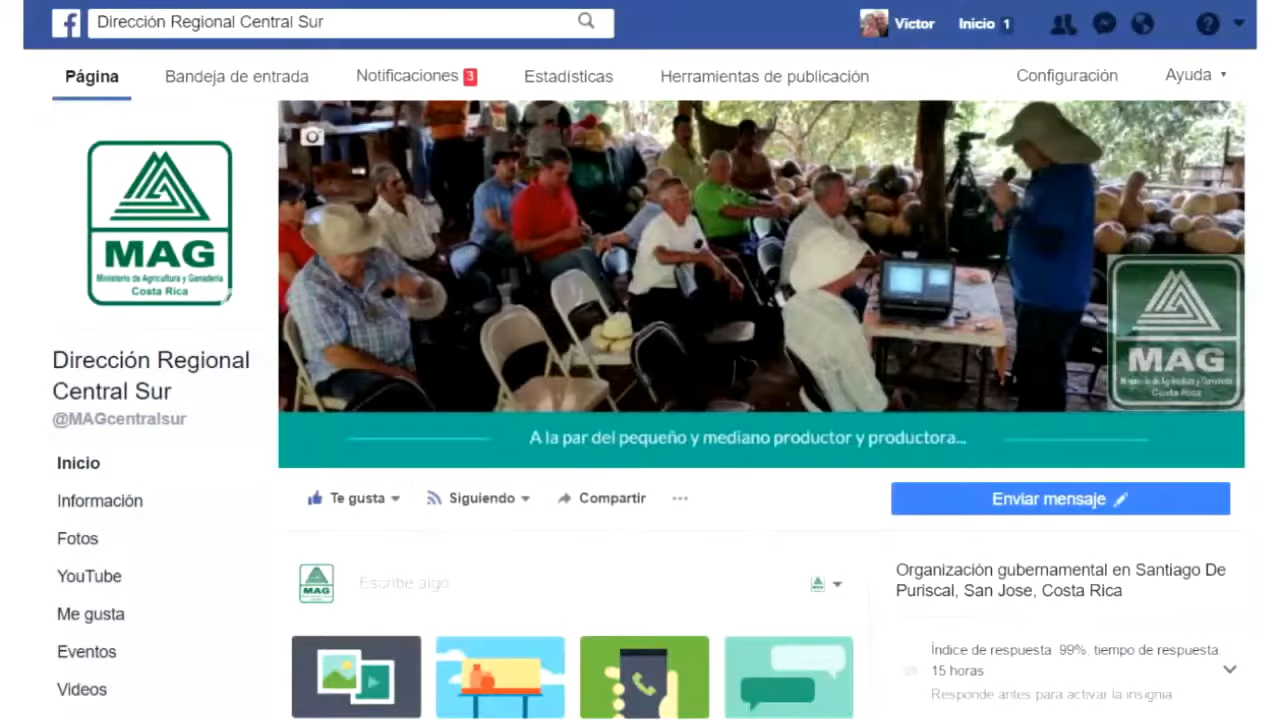 Dirección Regional Central Sur
Victor
Inicio 1
Página
Bandeja de entrada
Notificaciones 3
Estadísticas
Herramientas de publicación
Configuración
Ayuda
MAG
Ministerio de Agricultura y Ganadería
Costa Rica
MAG
Ministerio de Agricultura y Ganadería
Costa Rica
Dirección Regional
Central Sur
@MAGcentralsur
A la par del pequeño y mediano productor y productora...
Inicio
Información
Fotos
YouTube
Me gusta
Eventos
Videos
Te gusta
Siguiendo
Compartir
Enviar mensaje
MAG
Escribe algo
Organización gubernamental en Santiago De
Puriscal, San Jose, Costa Rica
Índice de respuesta 99%, tiempo de respuesta
15 horas
Responde antes para activar la insignia